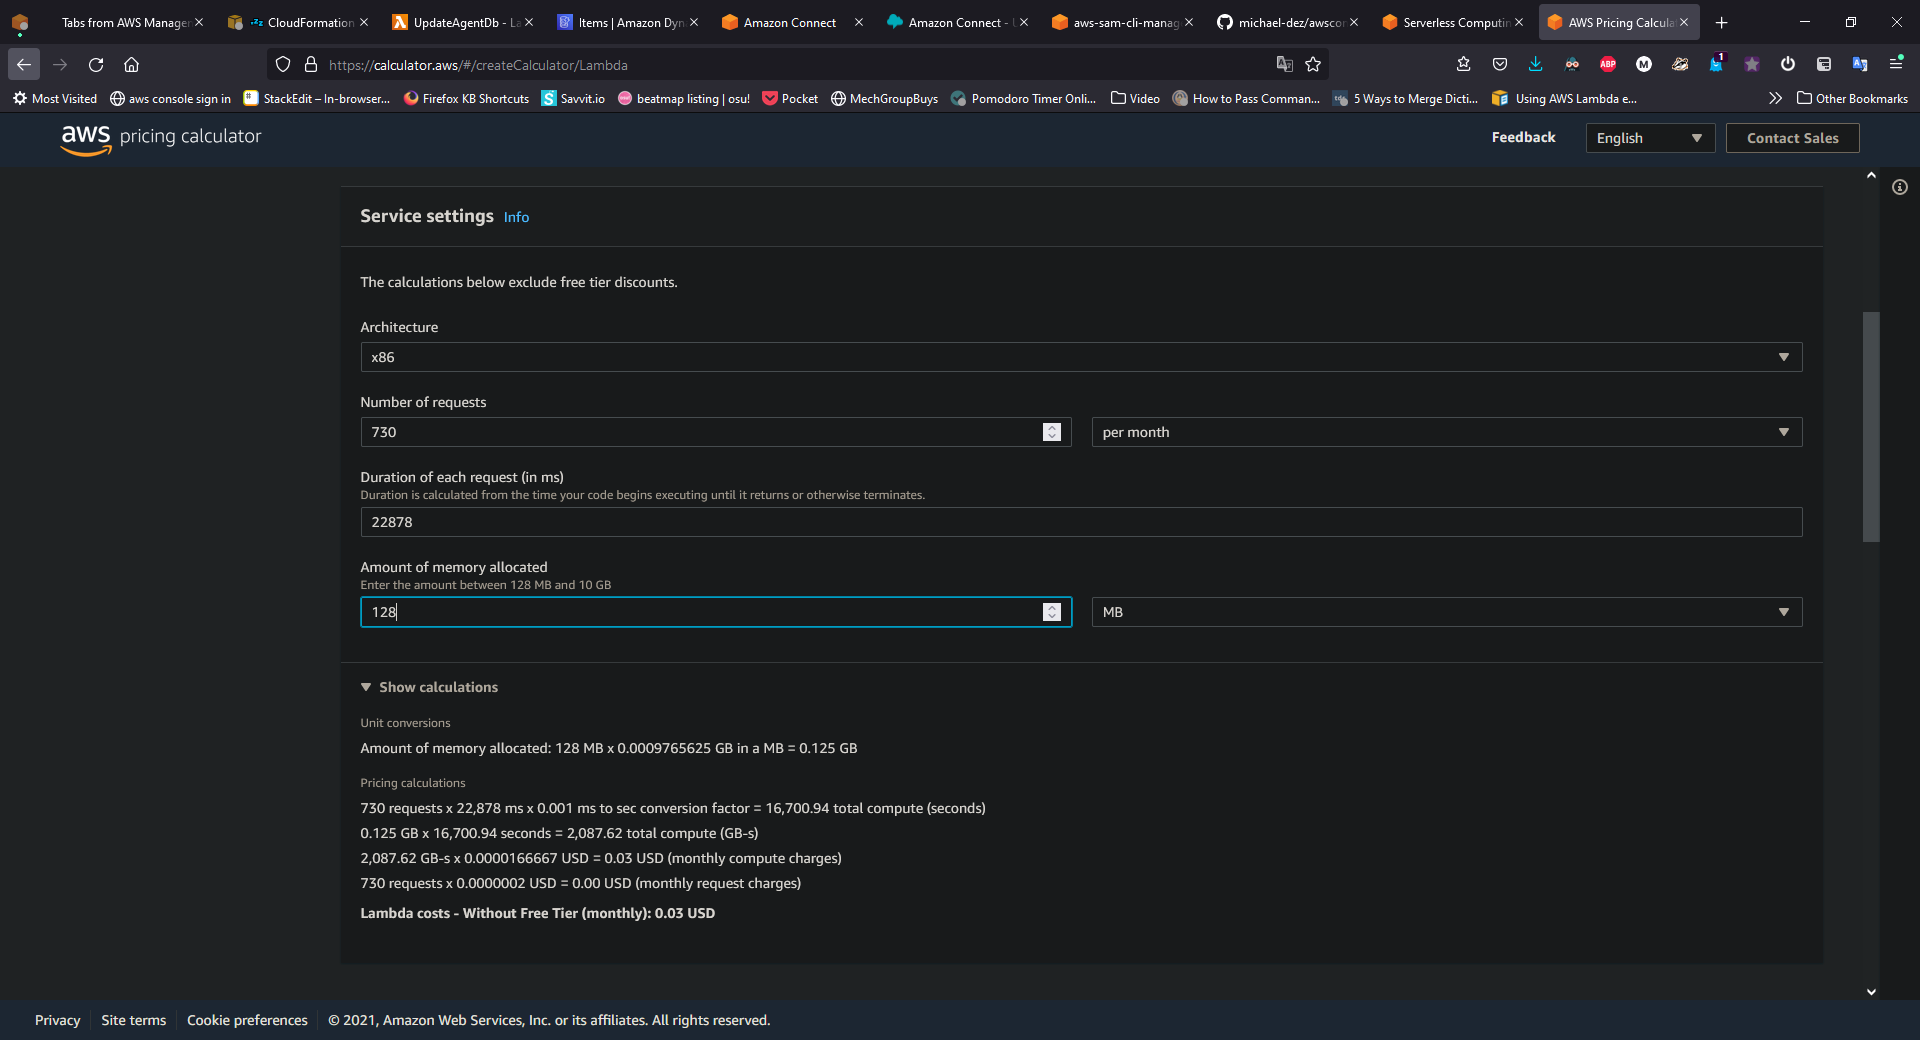 Tabs from AWS Manager
CloudFormation
UpdateAgentDb - La
Items | Amazon Dyn
Amazon Connect
Amazon Connect - U
aws-sam-cli-manag
michael-dez/awscon
Serverless Computin
AWS Pricing Calcula
https://calculator.aws/#/createCalculator/Lambda
ABP
M
1
Most Visited
aws console sign in
StackEdit – In-browser...
Firefox KB Shortcuts
Savvit.io
beatmap listing | osu!
Pocket
MechGroupBuys
Pomodoro Timer Onli...
Video
How to Pass Comman...
5 Ways to Merge Dicti...
Using AWS Lambda e...
Other Bookmarks
aws pricing calculator
Feedback
English
Contact Sales
Service settings Info
The calculations below exclude free tier discounts.
Architecture
x86
Number of requests
730
per month
Duration of each request (in ms)
Duration is calculated from the time your code begins executing until it returns or otherwise terminates.
22878
Amount of memory allocated
Enter the amount between 128 MB and 10 GB
128
MB
Show calculations
Unit conversions
Amount of memory allocated: 128 MB x 0.0009765625 GB in a MB = 0.125 GB
Pricing calculations
730 requests x 22,878 ms x 0.001 ms to sec conversion factor = 16,700.94 total compute (seconds)
0.125 GB x 16,700.94 seconds = 2,087.62 total compute (GB-s)
2,087.62 GB-s x 0.0000166667 USD = 0.03 USD (monthly compute charges)
730 requests x 0.0000002 USD = 0.00 USD (monthly request charges)
Lambda costs - Without Free Tier (monthly): 0.03 USD
Privacy
Site terms
Cookie preferences
© 2021, Amazon Web Services, Inc. or its affiliates. All rights reserved.